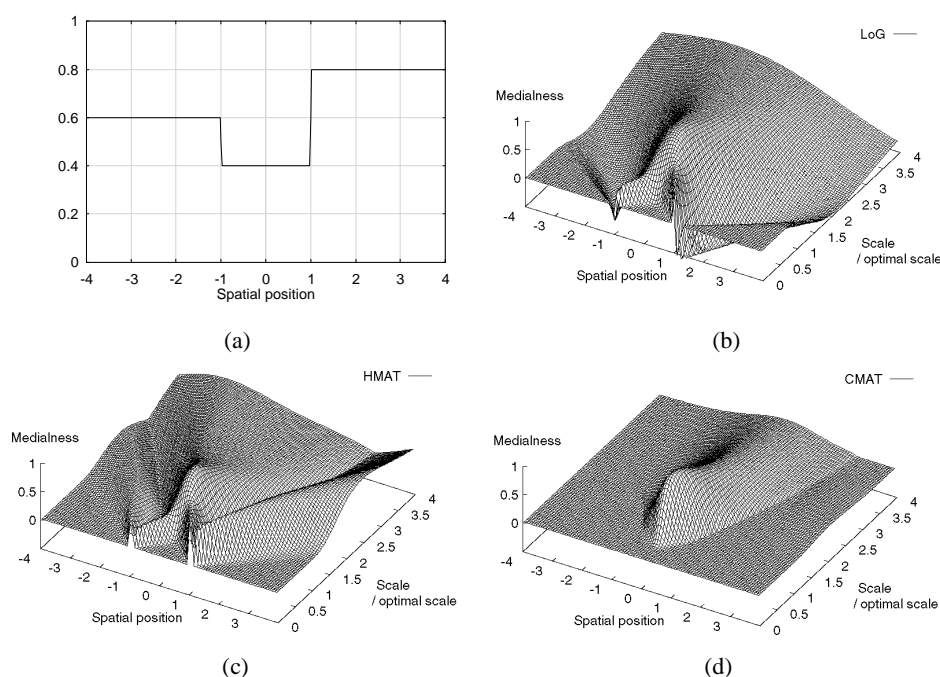 1
0.8
0.6
0.4
0.2
0
-4 -3 -2 -1 0 1 2 3 4
Spatial position
(a)
LoG
Medialness
1
0.5
0
-4 -3 -2 -1 0 1 2 3
Spatial position
0 0.5 1 1.5 2 2.5 3 3.5 4
Scale
/ optimal scale
(b)
HMAT
Medialness
1
0.5
0
-4 -3 -2 -1 0 1 2 3
Spatial position
0 0.5 1 1.5 2 2.5 3 3.5 4
Scale
/ optimal scale
(c)
CMAT
Medialness
1
0.5
0
-4 -3 -2 -1 0 1 2 3
Spatial position
0 0.5 1 1.5 2 2.5 3 3.5 4
Scale
/ optimal scale
(d)